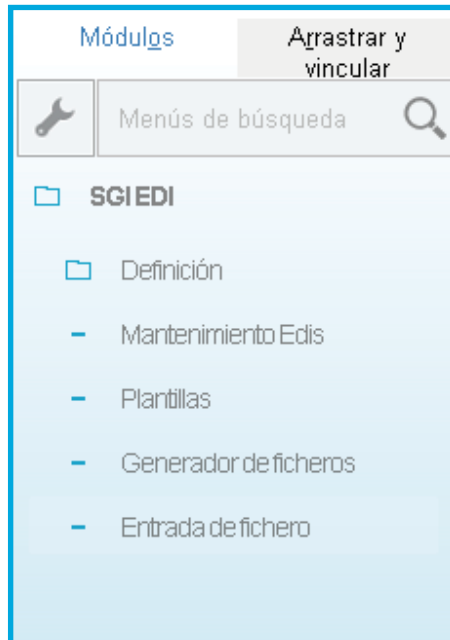 Módulos
Arrastrar y
vincular
Menús de búsqueda
SGI EDI
Definición
Mantenimiento Edis
Plantillas
Generador de ficheros
Entrada de fichero